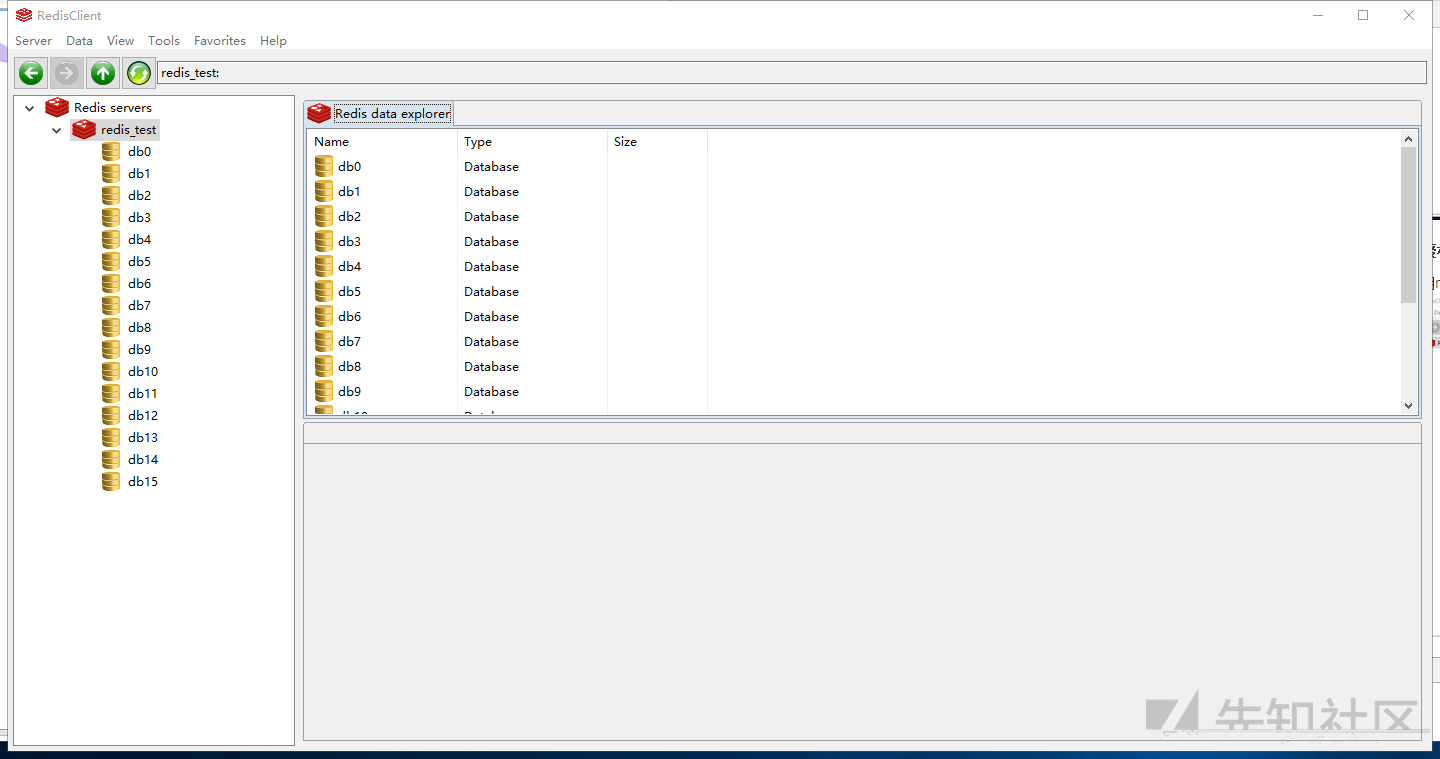 RedisClient
Server Data View Tools Favorites Help
redis_test:
Redis servers
redis_test
db0
db1
db2
db3
db4
db5
db6
db7
db8
db9
db10
db11
db12
db13
db14
db15
Redis data explorer
Name Type Size
db0 Database
db1 Database
db2 Database
db3 Database
db4 Database
db5 Database
db6 Database
db7 Database
db8 Database
db9 Database
先知社区